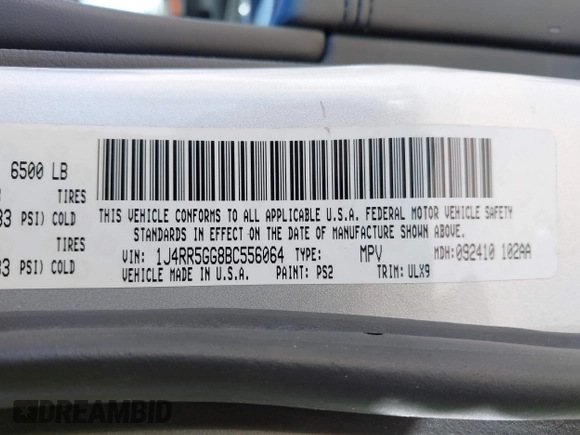 6500 LB
TIRES
33 PSI) COLD
TIRES
33 PSI) COLD
THIS VEHICLE CONFORMS TO ALL APPLICABLE U.S.A. FEDERAL MOTOR VEHICLE SAFETY
STANDARDS IN EFFECT ON THE DATE OF MANUFACTURE SHOWN ABOVE.
VIN: 1J4RR5GG8BC556064 TYPE: MPV MDH: 092410 102AA
VEHICLE MADE IN U.S.A. PAINT: PS2 TRIM: ULX9
DREAMBID